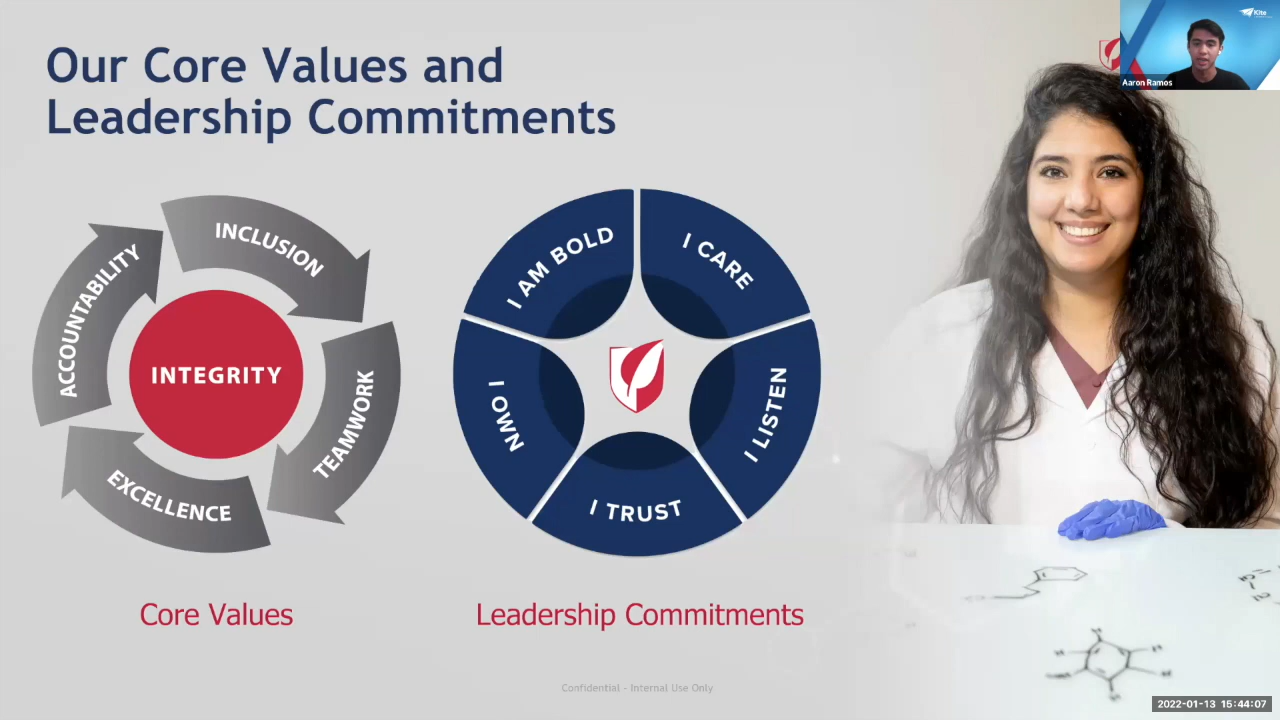 Our Core Values and
Leadership Commitments
Kite
Aaron Ramos
INCLUSION
TEAMWORK
EXCELLENCE
ACCOUNTABILITY
INTEGRITY
I AM BOLD
I CARE
I LISTEN
I TRUST
I OWN
Core Values
Leadership Commitments
Confidential - Internal Use Only
2022-01-13 15:44:07